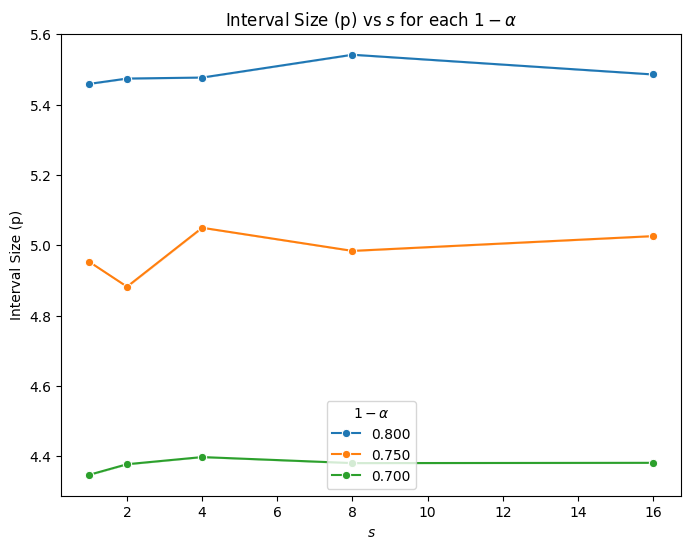 Interval Size (p) vs s for each 1 − α
Interval Size (p)
5.6
5.4
5.2
5.0
4.8
4.6
4.4
1 − α
0.800
0.750
0.700
2 4 6 8 10 12 14 16
s